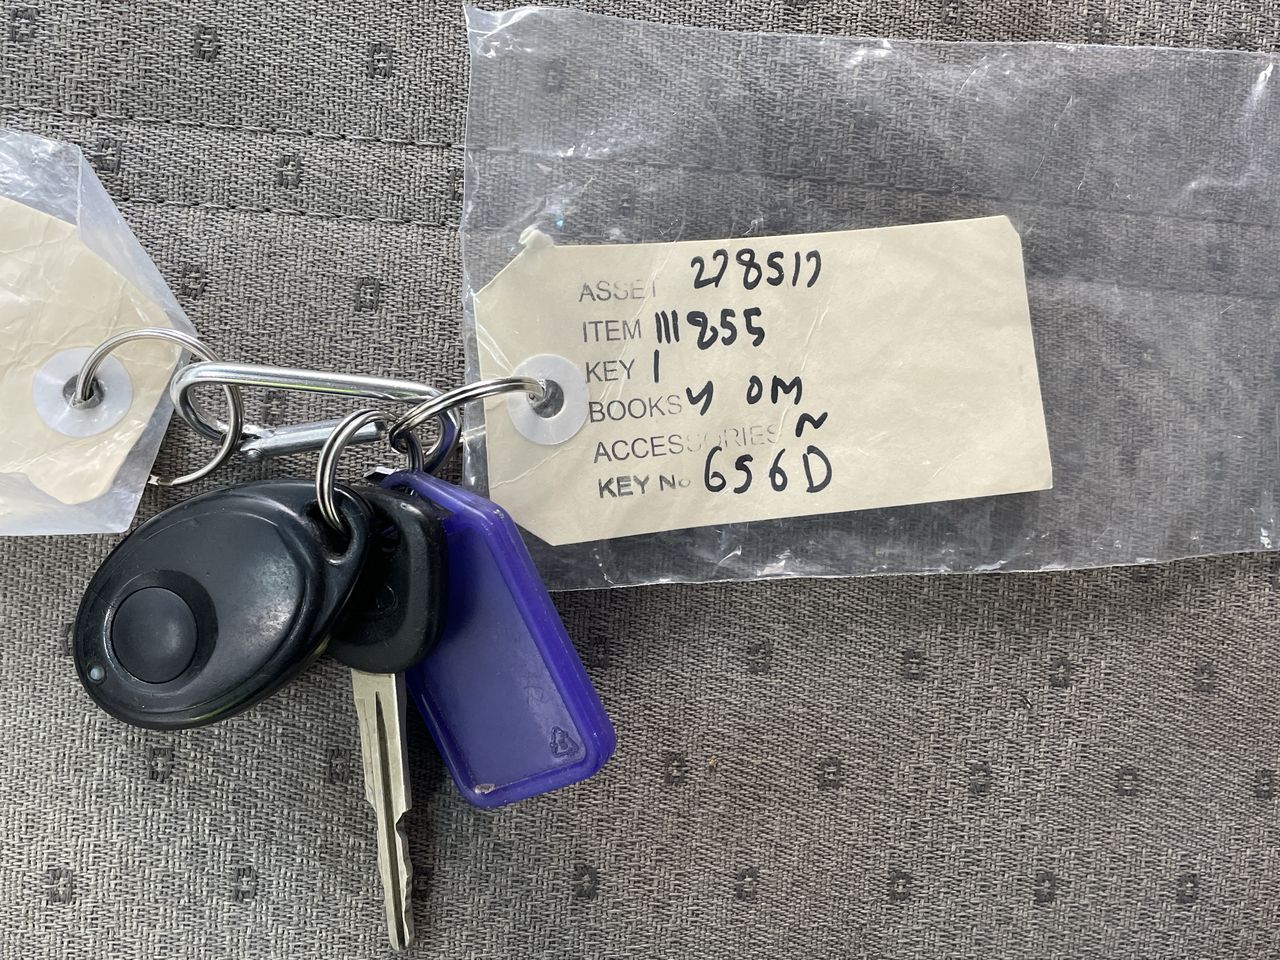 ASSET 278517
ITEM 111855
KEY 1
BOOKS Y OM
ACCESSORIES N
KEY No 656D